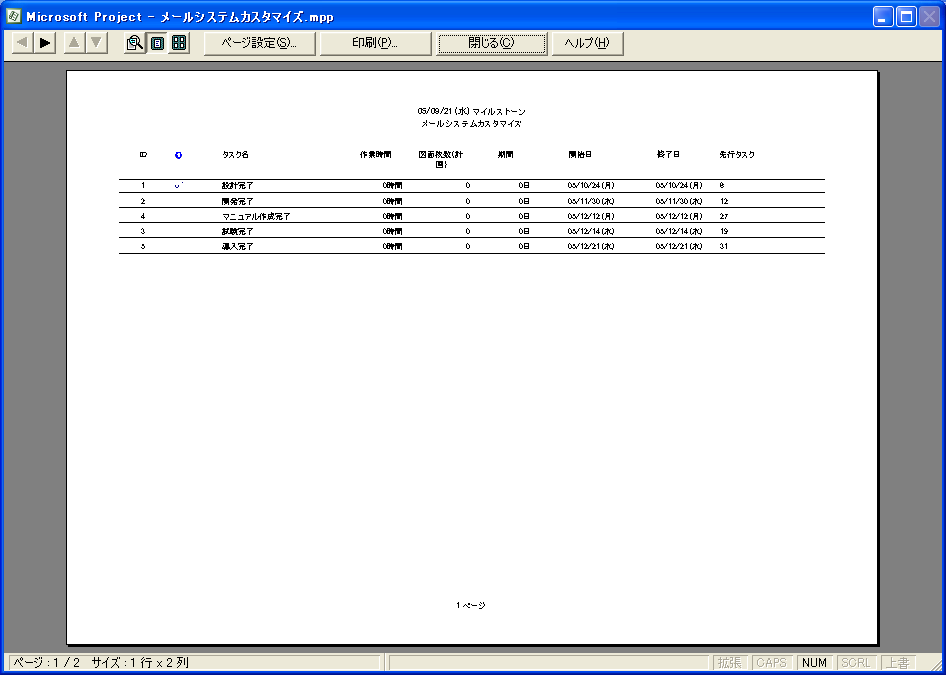 Microsoft Project - メールシステムカスタマイズ.mpp
ページ設定(S)... 印刷(P)... 閉じる(C) ヘルプ(H)
05/09/21 (水) マイルストーン
メールシステムカスタマイズ
ID タスク名 作業時間 図面枚数(計画) 期間 開始日 終了日 先行タスク
1 設計完了 0時間 0 0日 05/10/24 (月) 05/10/24 (月) 8
2 開発完了 0時間 0 0日 05/11/30 (水) 05/11/30 (水) 12
4 マニュアル作成完了 0時間 0 0日 05/12/12 (月) 05/12/12 (月) 27
3 試験完了 0時間 0 0日 05/12/14 (水) 05/12/14 (水) 19
5 導入完了 0時間 0 0日 05/12/21 (水) 05/12/21 (水) 31
1 ページ
ページ : 1 / 2 サイズ : 1 行 x 2 列 拡張 CAPS NUM SCRL 上書